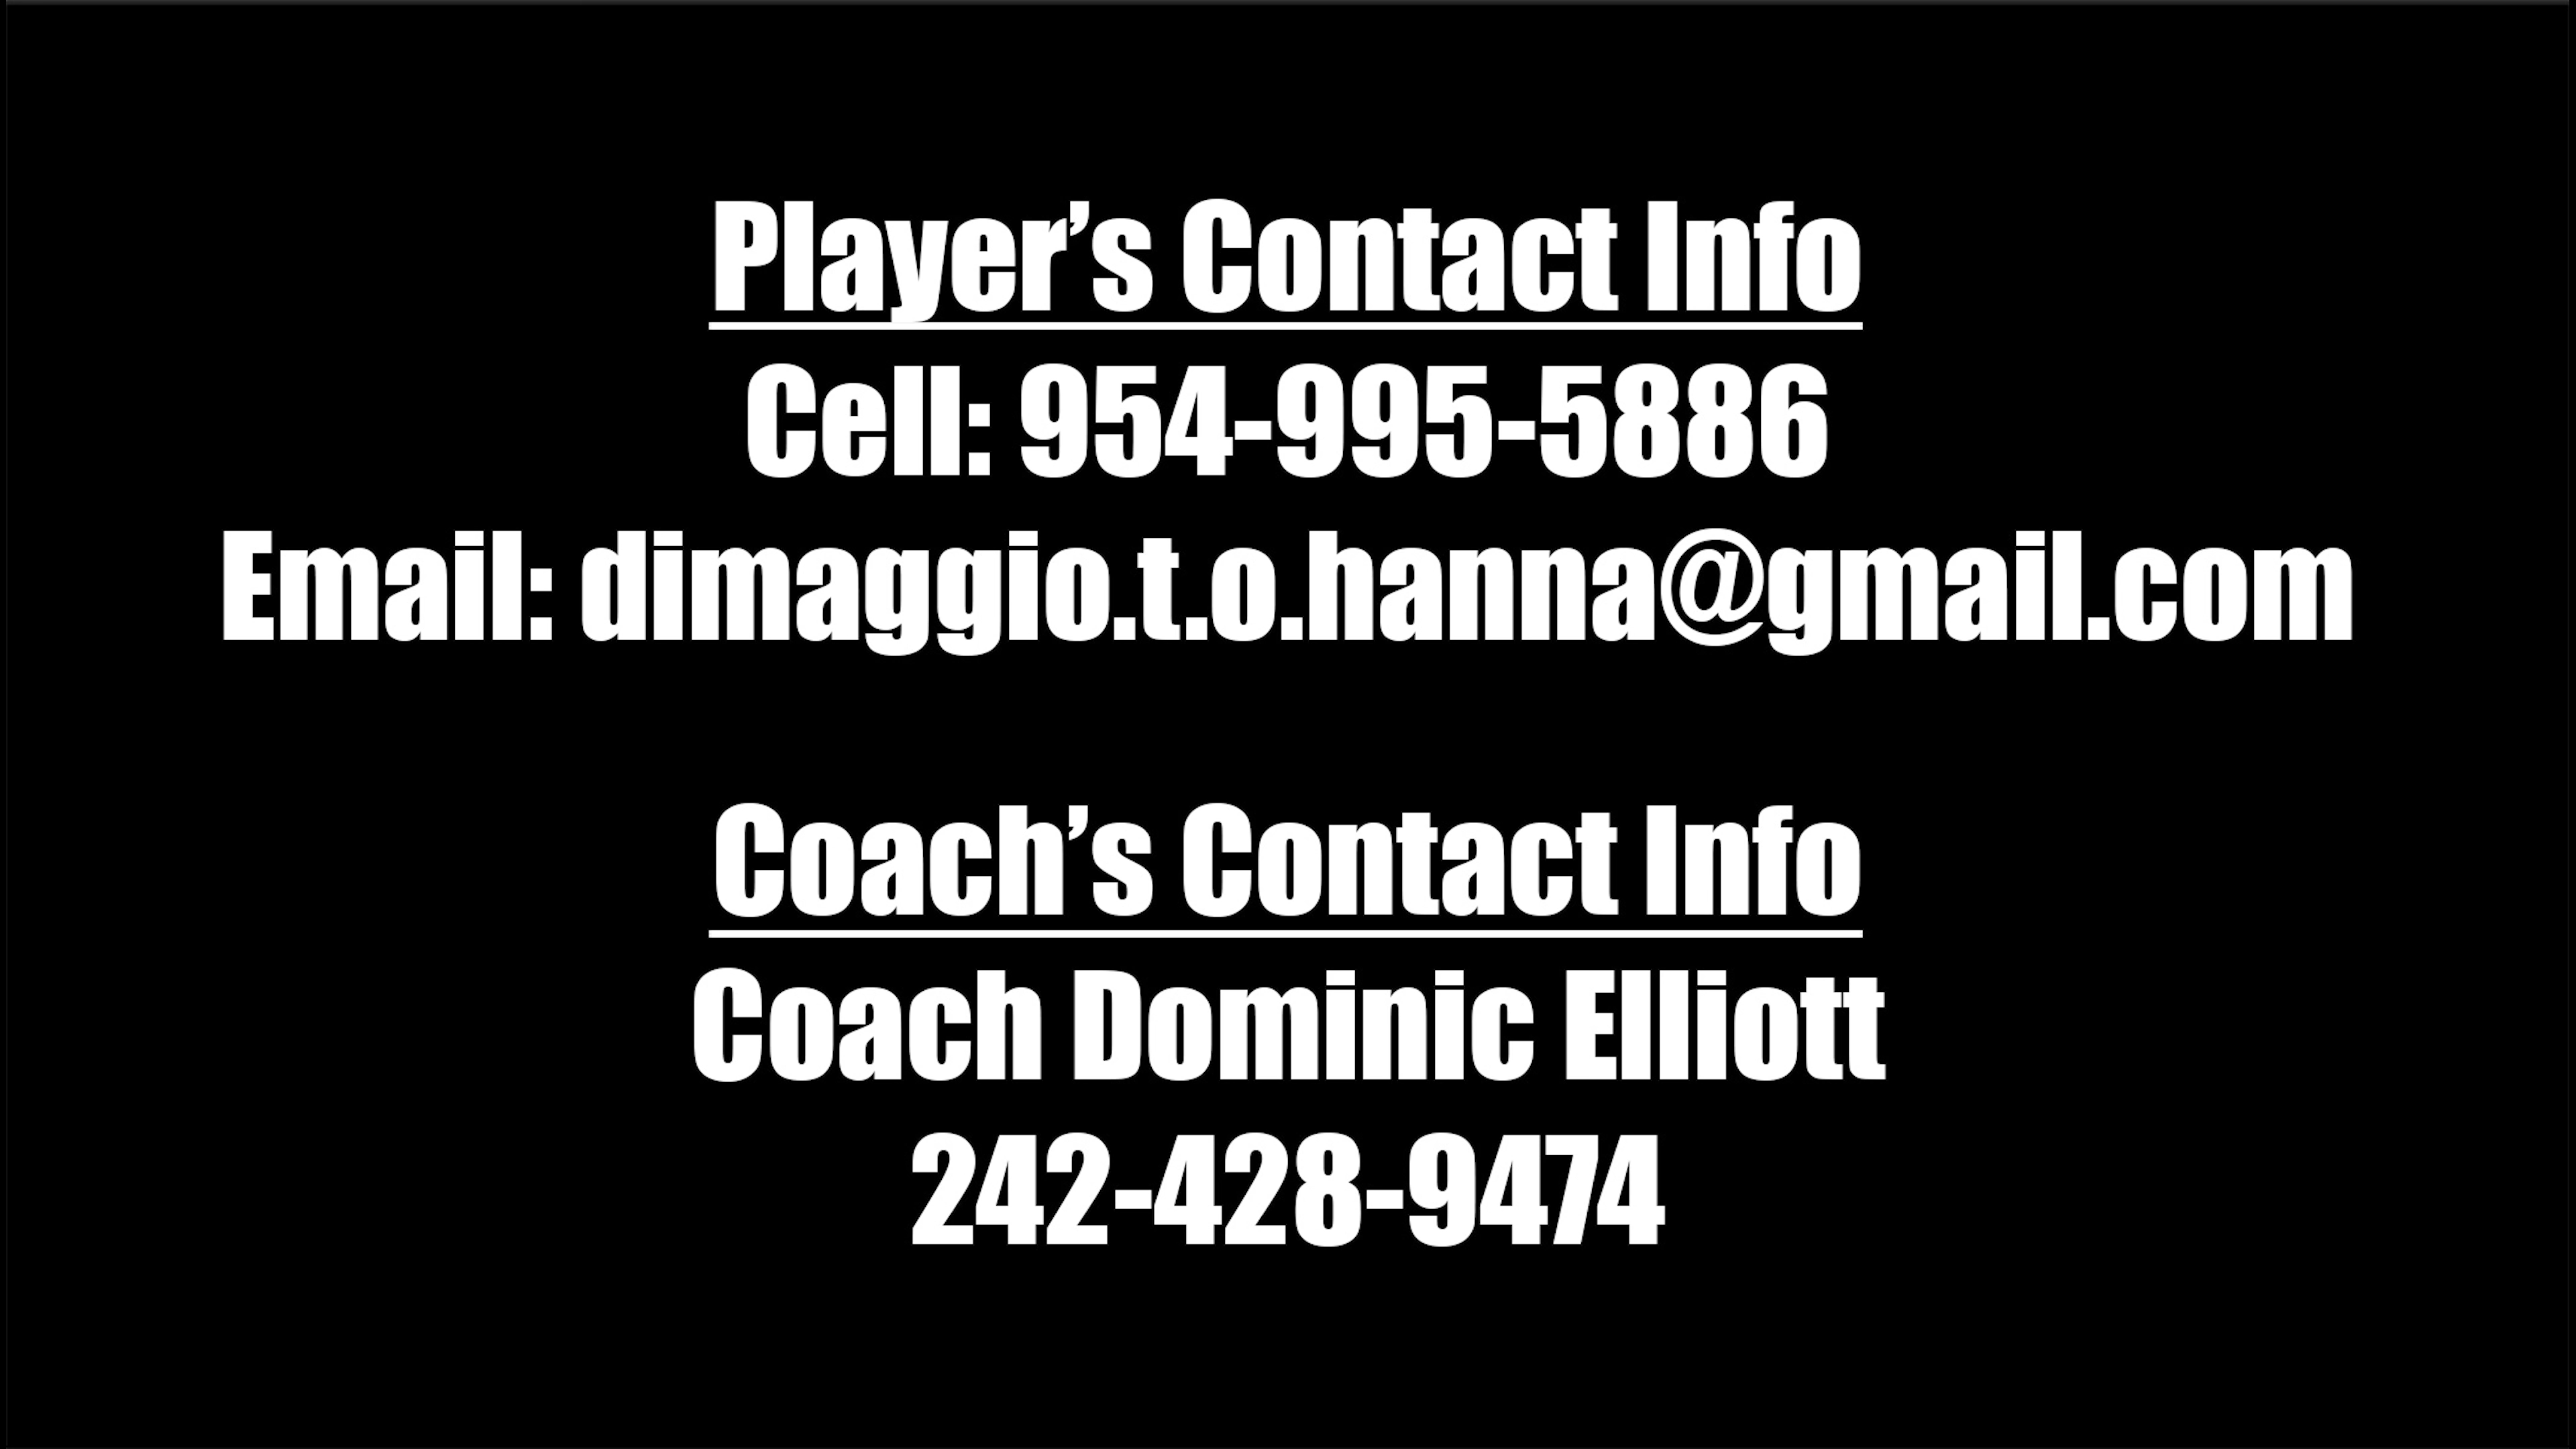 Player’s Contact Info
Cell: 954-995-5886
Email: dimaggio.t.o.hanna@gmail.com
Coach’s Contact Info
Coach Dominic Elliott
242-428-9474